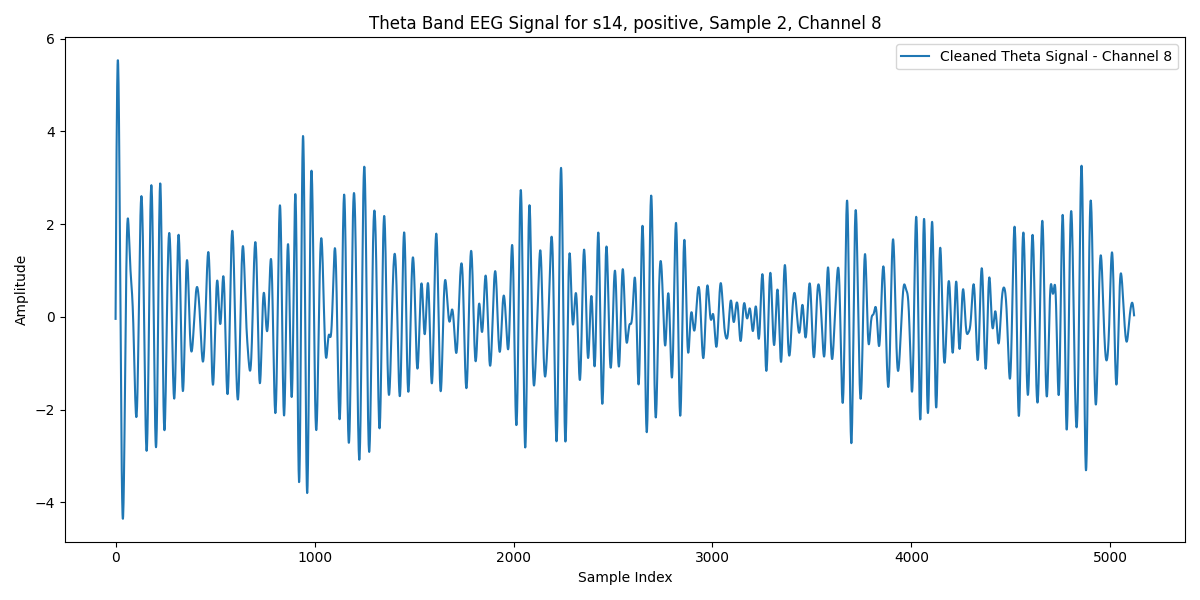 Theta Band EEG Signal for s14, positive, Sample 2, Channel 8
Cleaned Theta Signal - Channel 8
Amplitude
6
4
2
0
−2
−4
0 1000 2000 3000 4000 5000
Sample Index